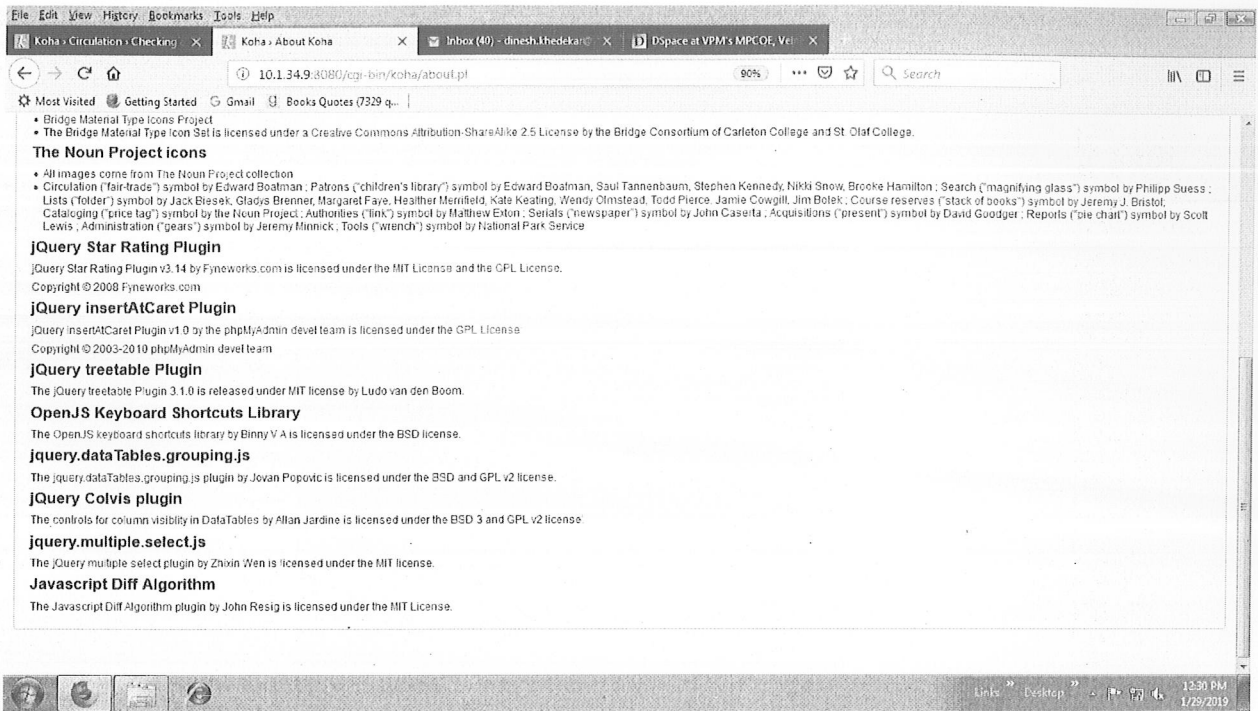 File Edit View History Bookmarks Tools Help
Koha › Circulation › Checking × Koha › About Koha × Inbox (40) - dinesh.khedekar × DSpace at VPM's MPCOE, Vel ×
10.1.34.9:8080/cgi-bin/koha/about.pl 90% Search
Most Visited Getting Started Gmail Books Quotes (7329 q...
• Bridge Material Type Icons Project
• The Bridge Material Type Icon Set is licensed under a Creative Commons Attribution-ShareAlike 2.5 License by the Bridge Consortium of Carleton College and St. Olaf College.
The Noun Project icons
• All images come from The Noun Project collection
• Circulation ("fair-trade") symbol by Edward Boatman ; Patrons ("children's library") symbol by Edward Boatman, Saul Tannenbaum, Stephen Kennedy, Nikki Snow, Brooke Hamilton ; Search ("magnifying glass") symbol by Philipp Suess ;
Lists ("folder") symbol by Jack Biesek, Gladys Brenner, Margaret Faye, Healther Merrifield, Kate Keating, Wendy Olmstead, Todd Pierce, Jamie Cowgill, Jim Bolek ; Course reserves ("stack of books") symbol by Jeremy J. Bristol;
Cataloging ("price tag") symbol by the Noun Project ; Authorities ("link") symbol by Matthew Exton ; Serials ("newspaper") symbol by John Caserta ; Acquisitions ("present") symbol by David Goodger ; Reports ("pie chart") symbol by Scott
Lewis ; Administration ("gears") symbol by Jeremy Minnick ; Tools ("wrench") symbol by National Park Service
jQuery Star Rating Plugin
jQuery Star Rating Plugin v3.14 by Fyneworks.com is licensed under the MIT License and the GPL License.
Copyright © 2008 Fyneworks.com
jQuery insertAtCaret Plugin
jQuery insertAtCaret Plugin v1.0 by the phpMyAdmin devel team is licensed under the GPL License
Copyright © 2003-2010 phpMyAdmin devel team
jQuery treetable Plugin
The jQuery treetable Plugin 3.1.0 is released under MIT license by Ludo van den Boom.
OpenJS Keyboard Shortcuts Library
The OpenJS keyboard shortcuts library by Binny V A is licensed under the BSD license.
jquery.dataTables.grouping.js
The jquery.dataTables.grouping.js plugin by Jovan Popovic is licensed under the BSD and GPL v2 license.
jQuery Colvis plugin
The controls for column visiblity in DataTables by Allan Jardine is licensed under the BSD 3 and GPL v2 license
jquery.multiple.select.js
The jQuery multiple select plugin by Zhixin Wen is licensed under the MIT license.
Javascript Diff Algorithm
The Javascript Diff Algorithm plugin by John Resig is licensed under the MIT License.
Links » Desktop » 12:30 PM
1/29/2019